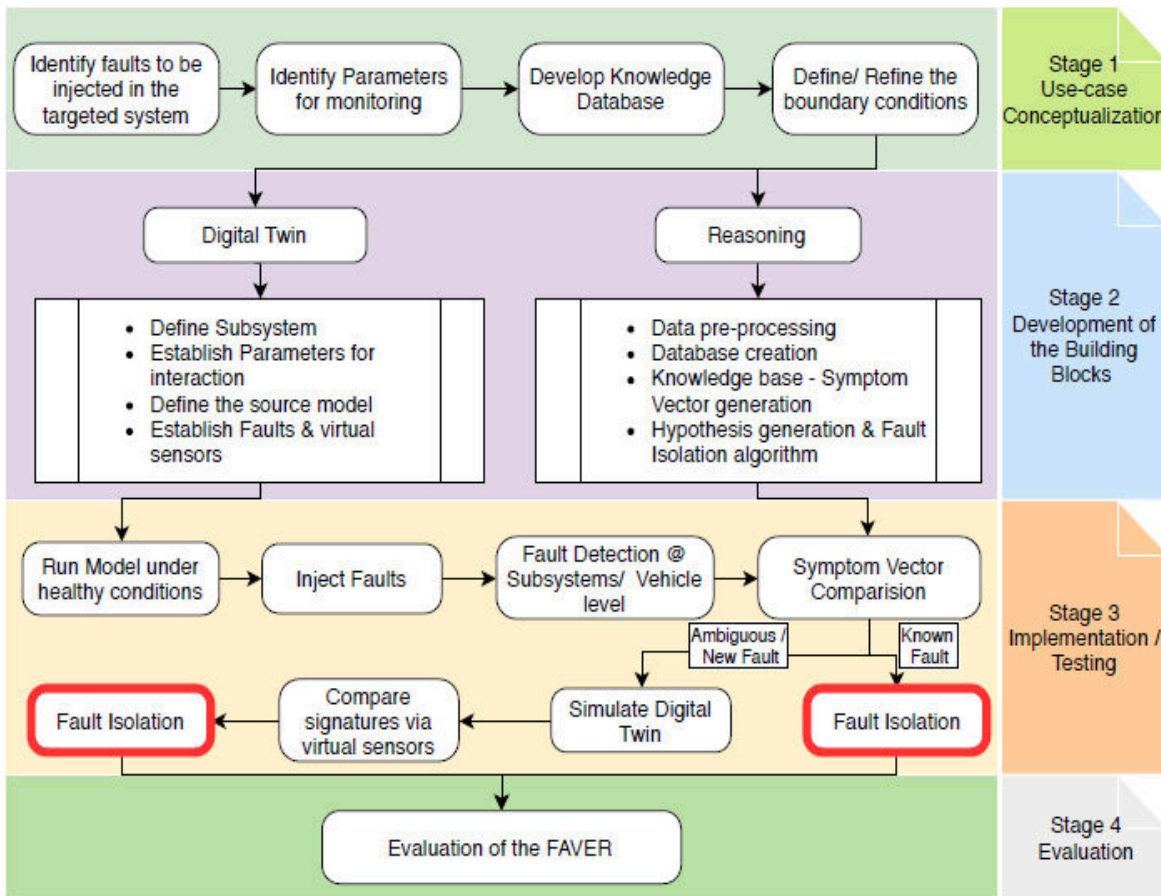 Identify faults to be
injected in the
targeted system
Identify Parameters
for monitoring
Develop Knowledge
Database
Define/ Refine the
boundary conditions
Stage 1
Use-case
Conceptualization
Digital Twin
Reasoning
• Define Subsystem
• Establish Parameters for
interaction
• Define the source model
• Establish Faults & virtual
sensors
• Data pre-processing
• Database creation
• Knowledge base - Symptom
Vector generation
• Hypothesis generation & Fault
Isolation algorithm
Stage 2
Development of
the Building
Blocks
Run Model under
healthy conditions
Inject Faults
Fault Detection @
Subsystems/ Vehicle
level
Symptom Vector
Comparision
Ambiguous /
New Fault
Known
Fault
Fault Isolation
Compare
signatures via
virtual sensors
Simulate Digital
Twin
Fault Isolation
Stage 3
Implementation /
Testing
Evaluation of the FAVER
Stage 4
Evaluation